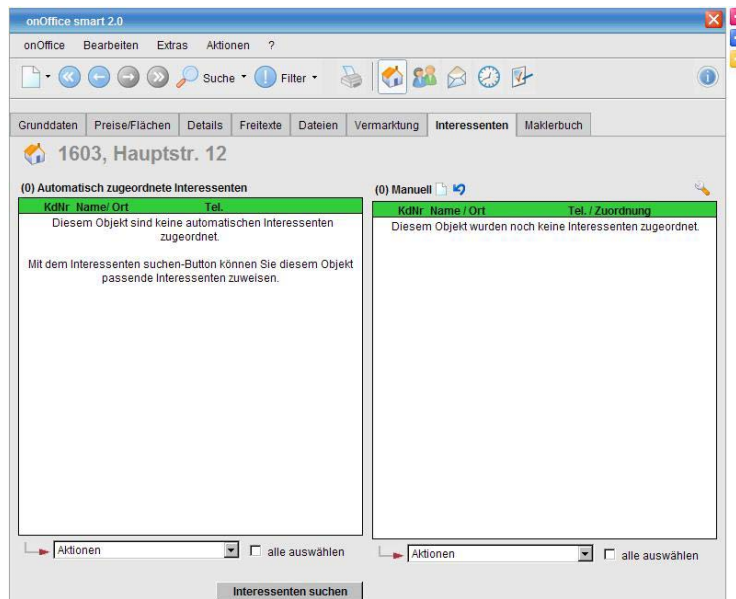 onOffice smart 2.0
onOffice Bearbeiten Extras Aktionen ?
Suche Filter
Grunddaten Preise/Flächen Details Freitexte Dateien Vermarktung Interessenten Maklerbuch
1603, Hauptstr. 12
(0) Automatisch zugeordnete Interessenten
KdNr Name/ Ort Tel.
Diesem Objekt sind keine automatischen Interessenten
zugeordnet.
Mit dem Interessenten suchen-Button können Sie diesem Objekt
passende Interessenten zuweisen.
Aktionen alle auswählen
Interessenten suchen
(0) Manuell
KdNr Name / Ort Tel. / Zuordnung
Diesem Objekt wurden noch keine Interessenten zugeordnet.
Aktionen alle auswählen